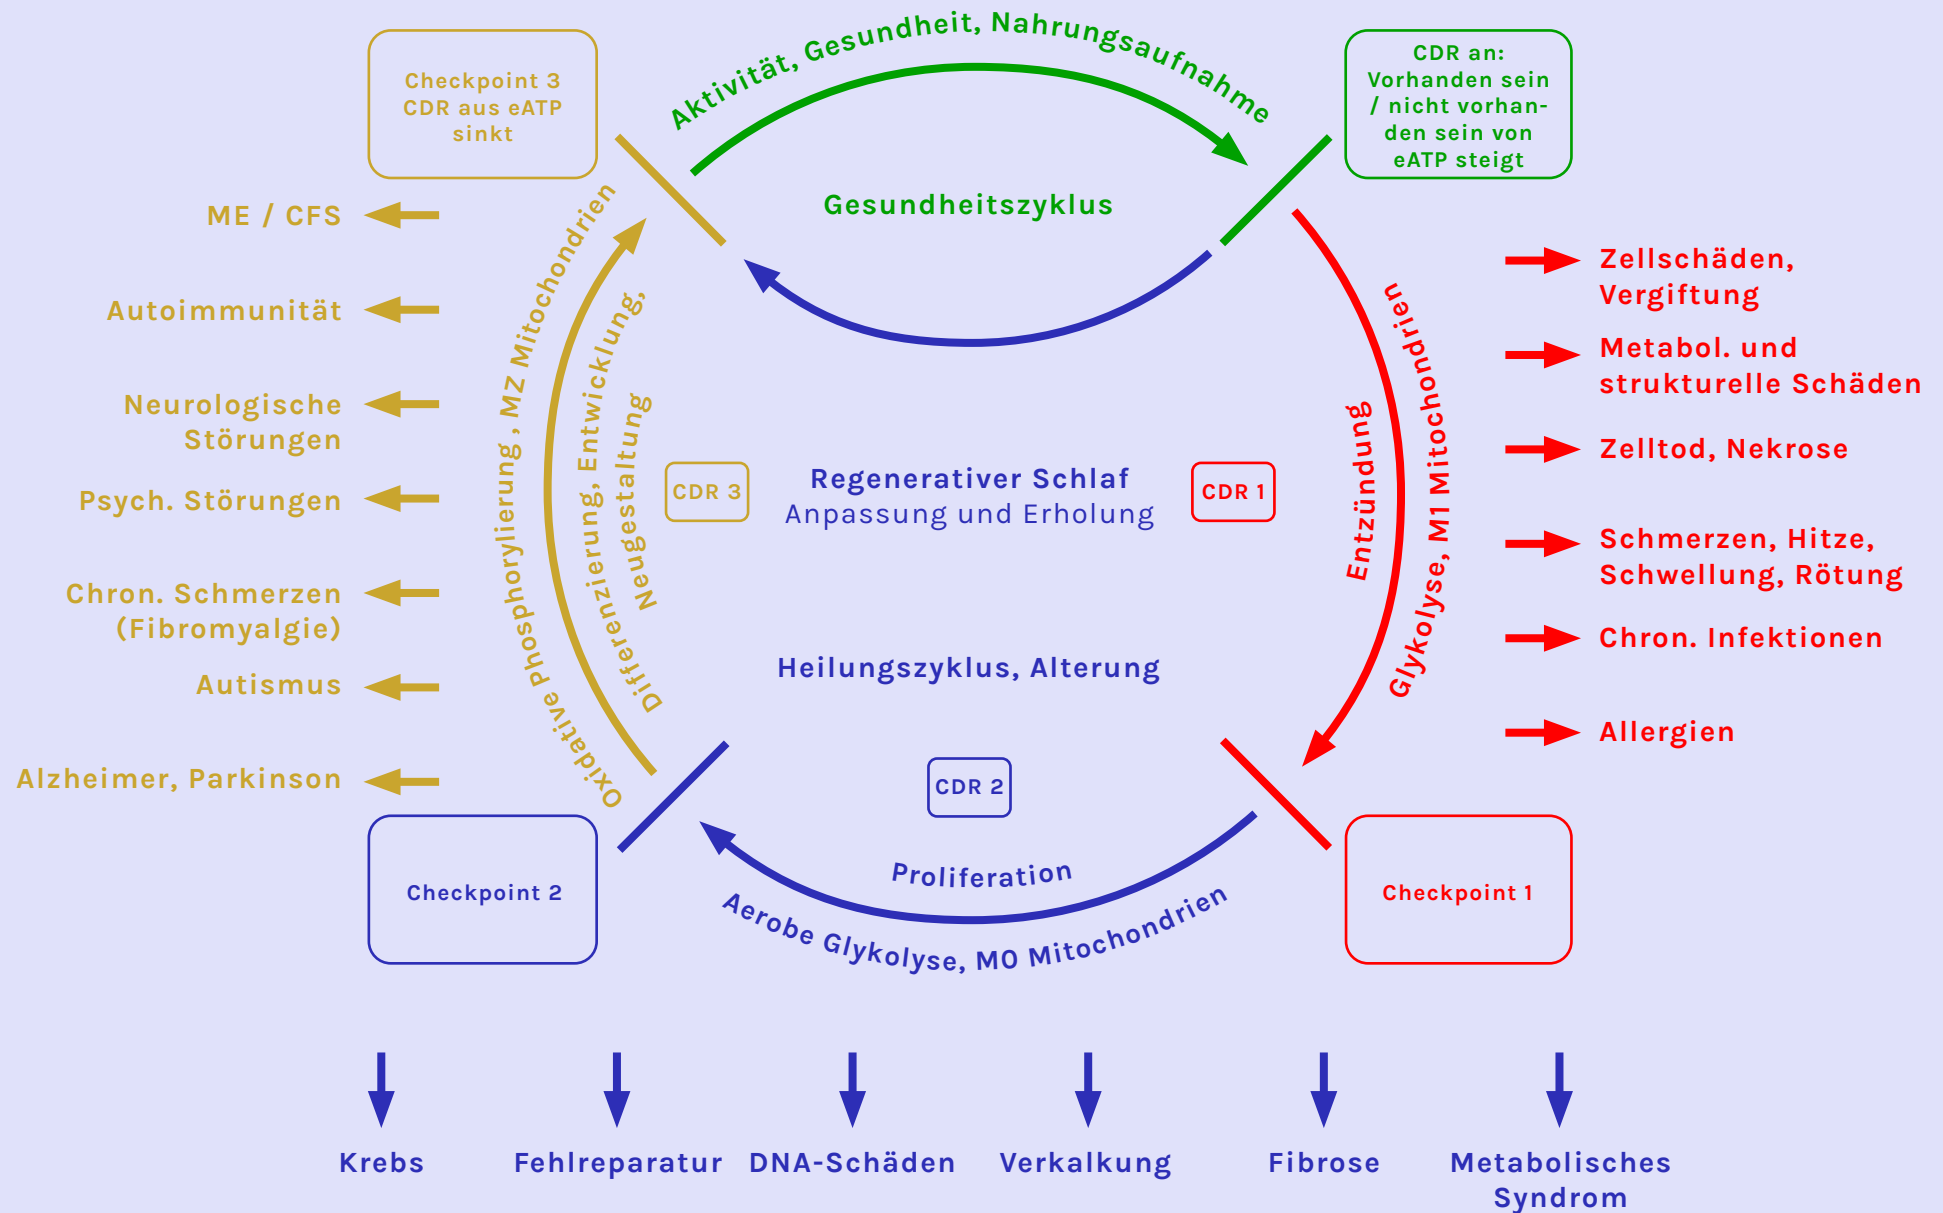 Aktivität, Gesundheit, Nahrungsaufnahme
Checkpoint 3
CDR aus eATP
sinkt
CDR an:
Vorhanden sein
/ nicht vorhan-
den sein von
eATP steigt
Gesundheitszyklus
ME / CFS
Autoimmunität
Neurologische
Störungen
Psych. Störungen
Chron. Schmerzen
(Fibromyalgie)
Autismus
Alzheimer, Parkinson
Oxidative Phosphorylierung , MZ Mitochondrien
Differenzierung, Entwicklung,
Neugestaltung
CDR 3
Regenerativer Schlaf
Anpassung und Erholung
CDR 1
Entzündung
Glykolyse, M1 Mitochondrien
Zellschäden,
Vergiftung
Metabol. und
strukturelle Schäden
Zelltod, Nekrose
Schmerzen, Hitze,
Schwellung, Rötung
Chron. Infektionen
Allergien
Heilungszyklus, Alterung
CDR 2
Proliferation
Aerobe Glykolyse, M0 Mitochondrien
Checkpoint 2
Checkpoint 1
Krebs
Fehlreparatur
DNA-Schäden
Verkalkung
Fibrose
Metabolisches
Syndrom